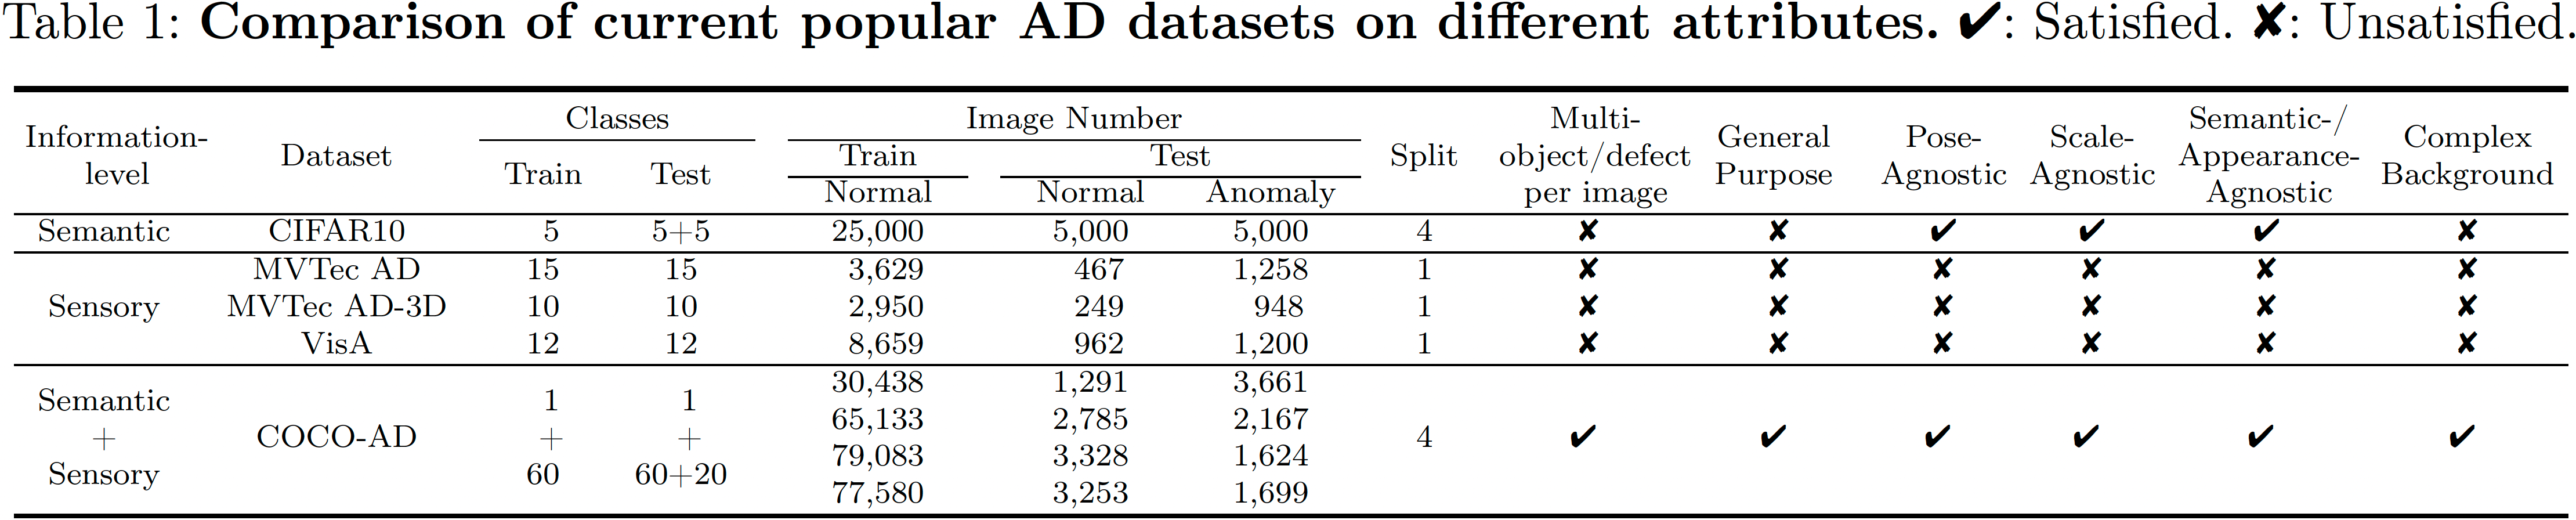 Table 1: Comparison of current popular AD datasets on different attributes. ✔: Satisfied. ✘: Unsatisfied.
Information-level Dataset Classes Image Number Split Multi-object/defect per image General Purpose Pose-Agnostic Scale-Agnostic Semantic-/Appearance-Agnostic Complex Background
Train Test Train Test
Normal Normal Anomaly
Semantic CIFAR10 5 5+5 25,000 5,000 5,000 4 ✘ ✘ ✔ ✔ ✔ ✘
Sensory MVTec AD 15 15 3,629 467 1,258 1 ✘ ✘ ✘ ✘ ✘ ✘
MVTec AD-3D 10 10 2,950 249 948 1 ✘ ✘ ✘ ✘ ✘ ✘
VisA 12 12 8,659 962 1,200 1 ✘ ✘ ✘ ✘ ✘ ✘
Semantic + Sensory COCO-AD 1 + 60 1 + 60+20 30,438 1,291 3,661 4 ✔ ✔ ✔ ✔ ✔ ✔
65,133 2,785 2,167
79,083 3,328 1,624
77,580 3,253 1,699